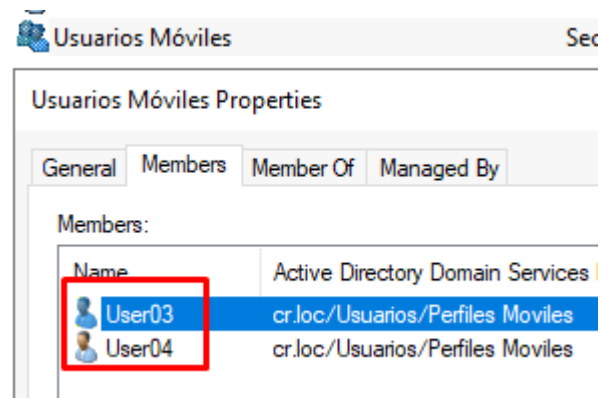 Usuarios Móviles Sec
Usuarios Móviles Properties
General Members Member Of Managed By
Members:
Name Active Directory Domain Services
User03 cr.loc/Usuarios/Perfiles Moviles
User04 cr.loc/Usuarios/Perfiles Moviles